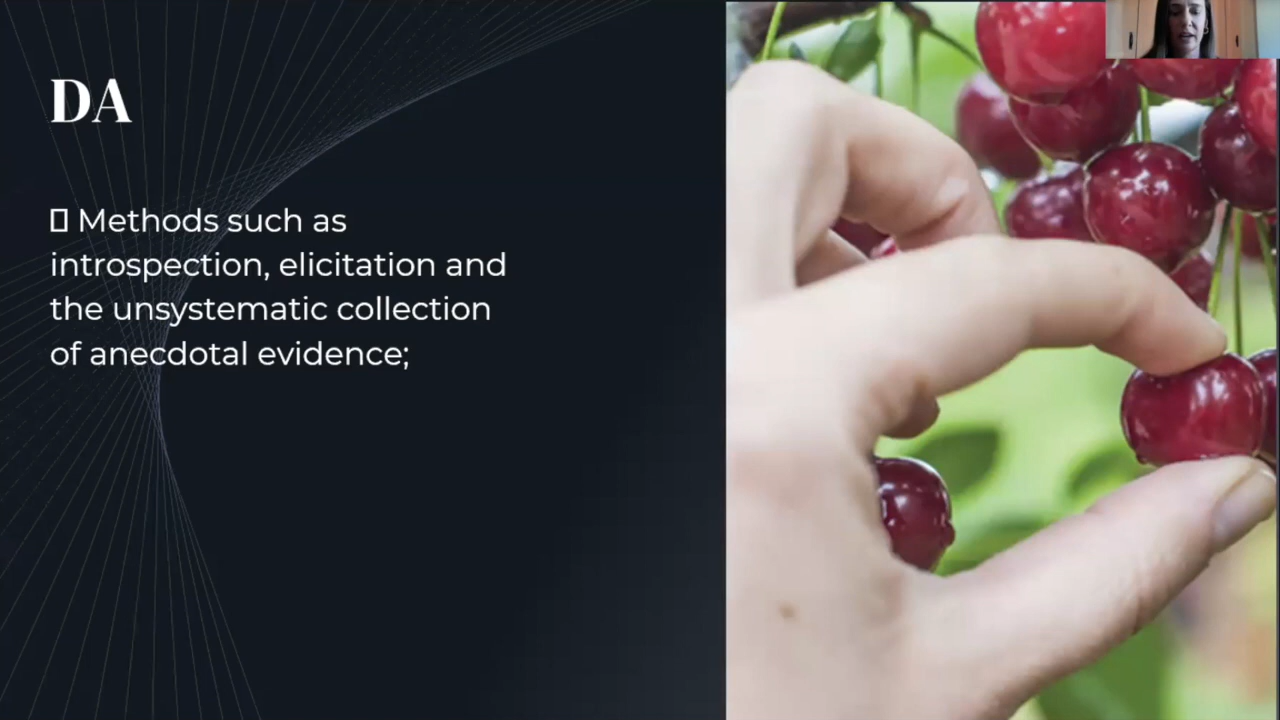 DA
▯ Methods such as
introspection, elicitation and
the unsystematic collection
of anecdotal evidence;